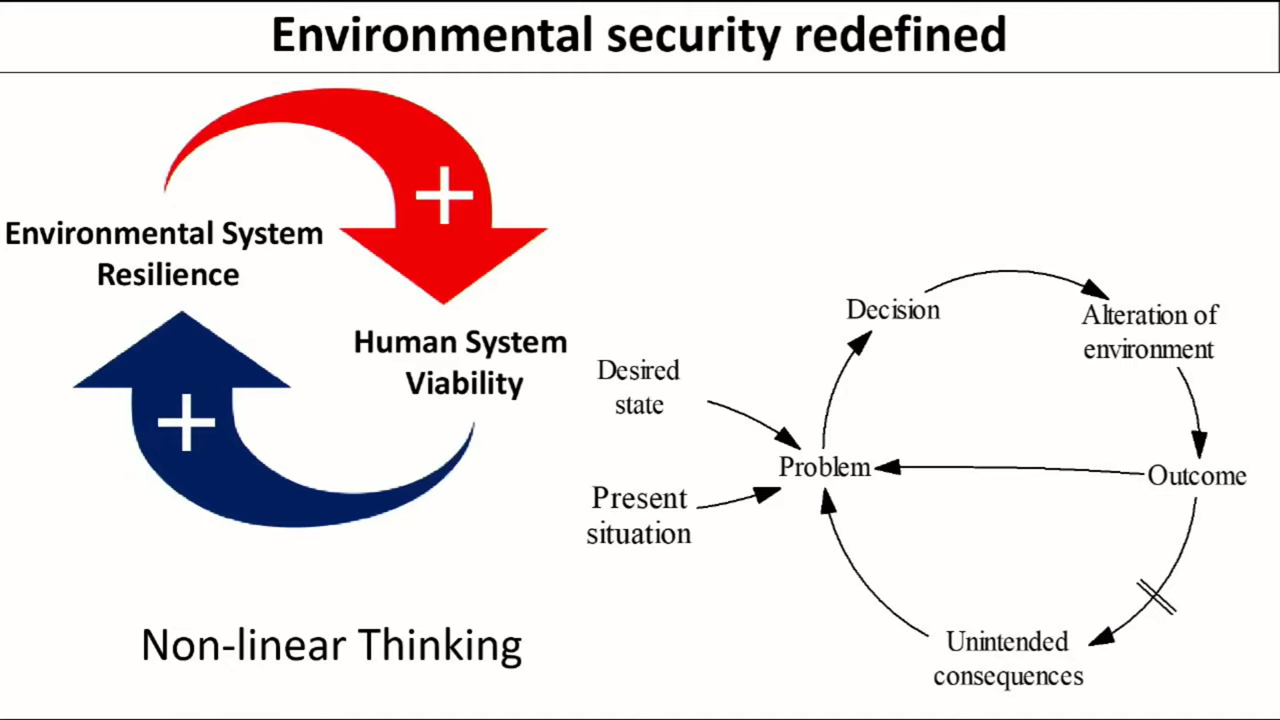 Environmental security redefined
+
Environmental System
Resilience
Human System
Viability
+
Non-linear Thinking
Decision
Alteration of
environment
Desired
state
Problem
Outcome
Present
situation
Unintended
consequences